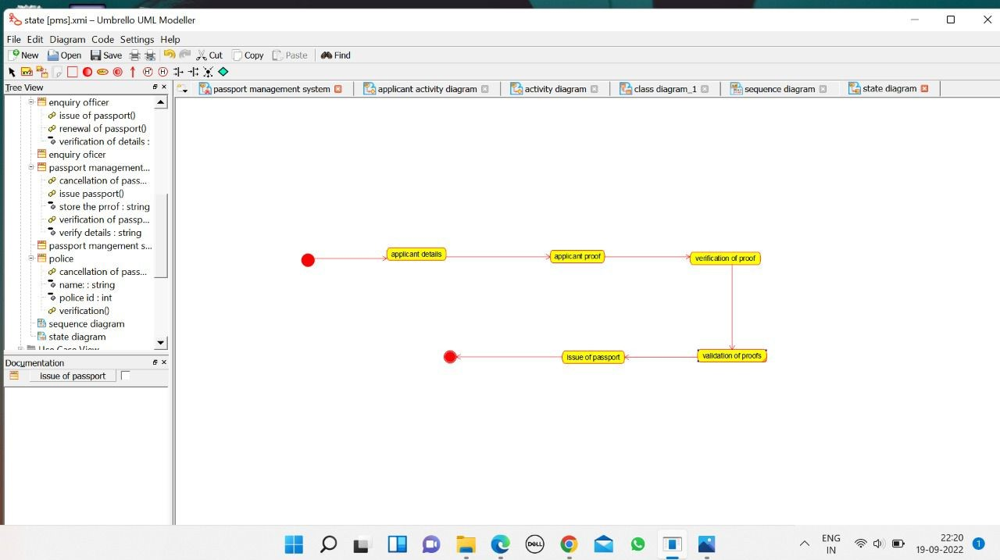 state [pms].xmi – Umbrello UML Modeller
File Edit Diagram Code Settings Help
New Open Save Cut Copy Paste Find
Tree View
passport management system applicant activity diagram activity diagram class diagram_1 sequence diagram state diagram
enquiry officer
issue of passport()
renewal of passport()
verification of details :
enquiry oficer
passport management...
cancellation of pass...
issue passport()
store the prrof : string
verification of passp...
verify details : string
passport mangement s...
police
cancellation of pass...
name: : string
police id : int
verification()
sequence diagram
state diagram
Use Case View
applicant details applicant proof verification of proof
issue of passport validation of proofs
Documentation
issue of passport
DELL
ENG
IN
22:20
19-09-2022
1